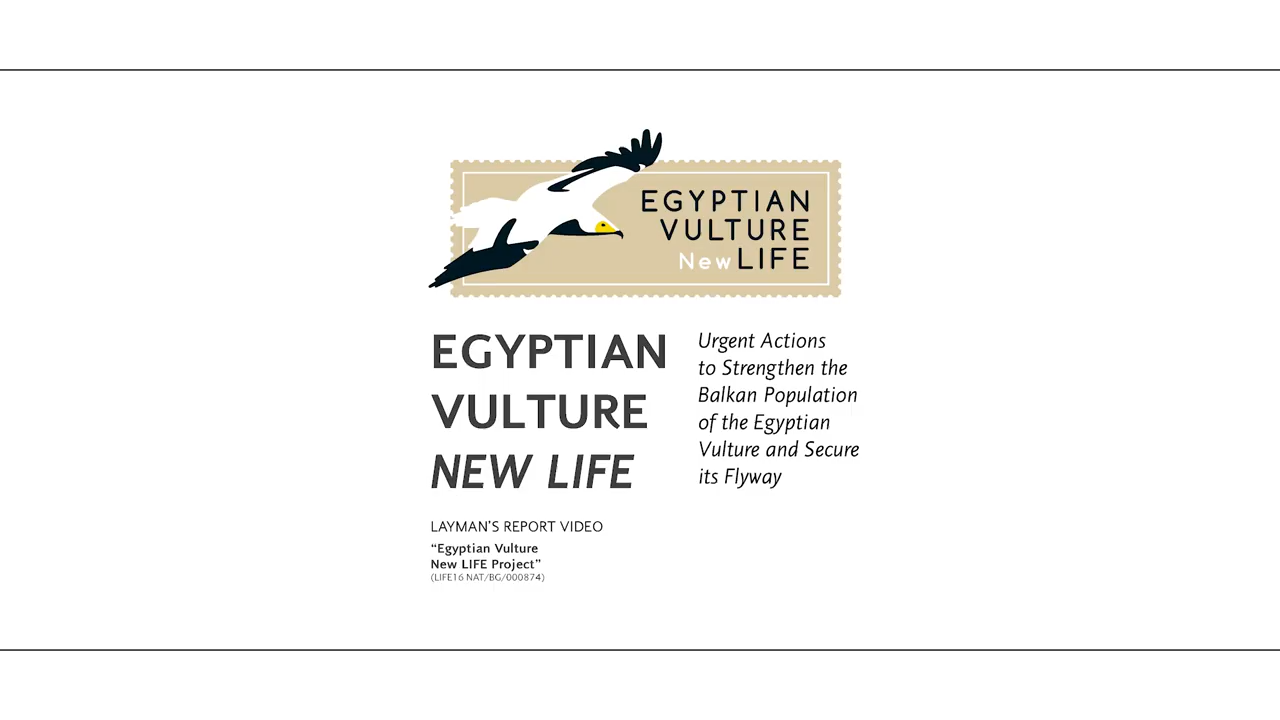 EGYPTIAN
VULTURE
New LIFE
EGYPTIAN
VULTURE
NEW LIFE
Urgent Actions
to Strengthen the
Balkan Population
of the Egyptian
Vulture and Secure
its Flyway
LAYMAN'S REPORT VIDEO
“Egyptian Vulture
New LIFE Project”
(LIFE16 NAT/BG/000874)